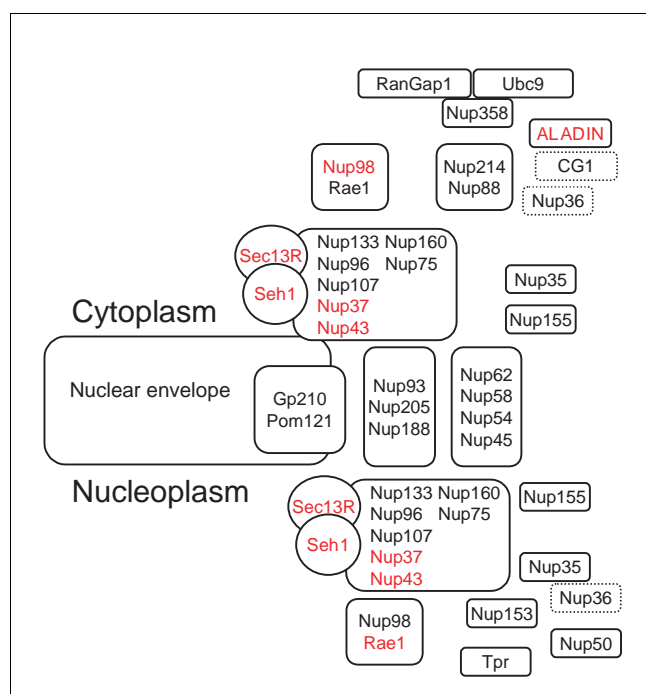 RanGap1 Ubc9
Nup358
ALADIN
Nup98
Rae1
Nup214
Nup88
CG1
Nup36
Sec13R
Seh1
Nup133 Nup160
Nup96 Nup75
Nup107
Nup37
Nup43
Nup35
Nup155
Cytoplasm
Nuclear envelope
Gp210
Pom121
Nup93
Nup205
Nup188
Nup62
Nup58
Nup54
Nup45
Nucleoplasm
Sec13R
Seh1
Nup133 Nup160
Nup96 Nup75
Nup107
Nup37
Nup43
Nup155
Nup35
Nup36
Nup98
Rae1
Nup153
Nup50
Tpr